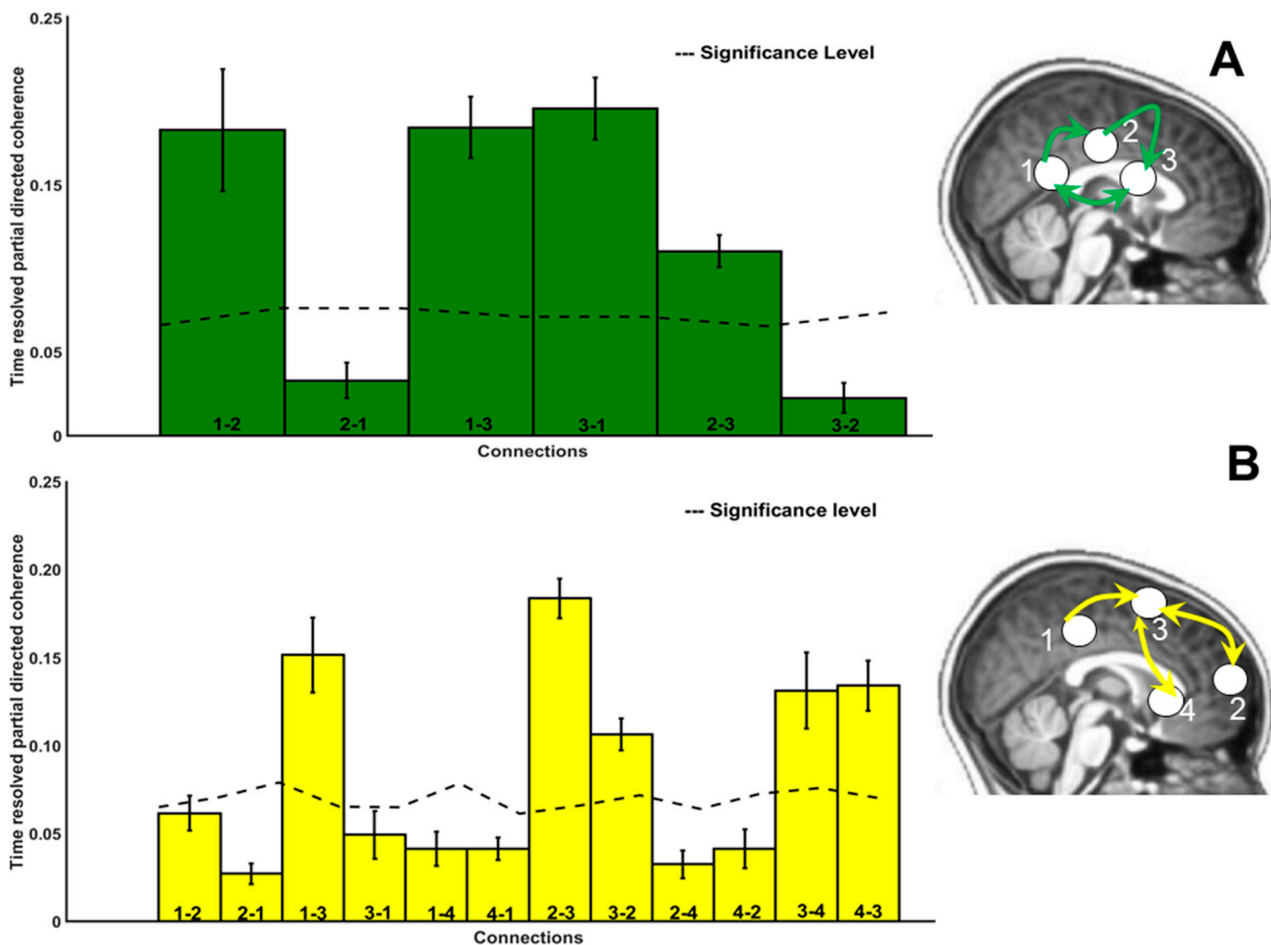 0.25
0.15
0.05
0
Time resolved partial directed coherence
--- Significance Level
1-2 2-1 1-3 3-1 2-3 3-2
Connections
A
1 2 3
0.25
0.20
0.15
0.10
0.05
0
Time resolved partial directed coherence
--- Significance level
1-2 2-1 1-3 3-1 1-4 4-1 2-3 3-2 2-4 4-2 3-4 4-3
Connections
B
1 3 4 2